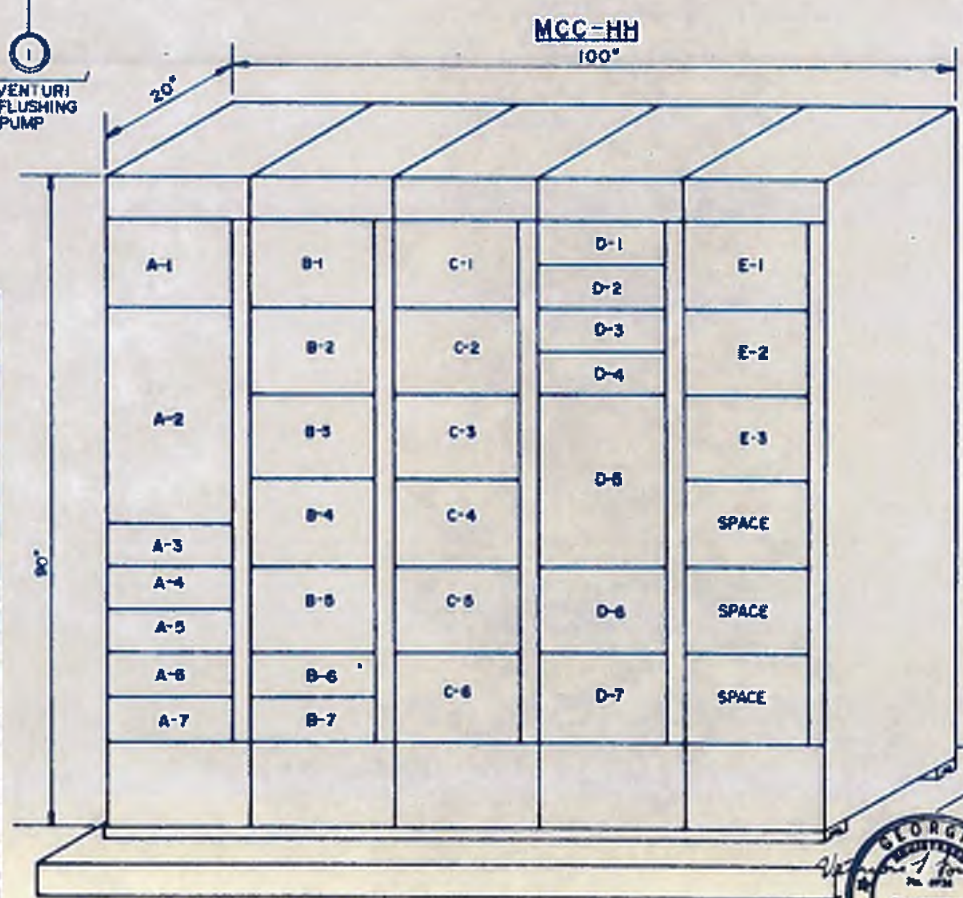 MCC-HH
100"
20"
90"
1
VENTURI
FLUSHING
PUMP
A-1
A-2
A-3
A-4
A-5
A-6
A-7
B-1
B-2
B-3
B-4
B-5
B-6
B-7
C-1
C-2
C-3
C-4
C-5
C-6
D-1
D-2
D-3
D-4
D-5
D-6
D-7
E-1
E-2
E-3
SPACE
SPACE
SPACE